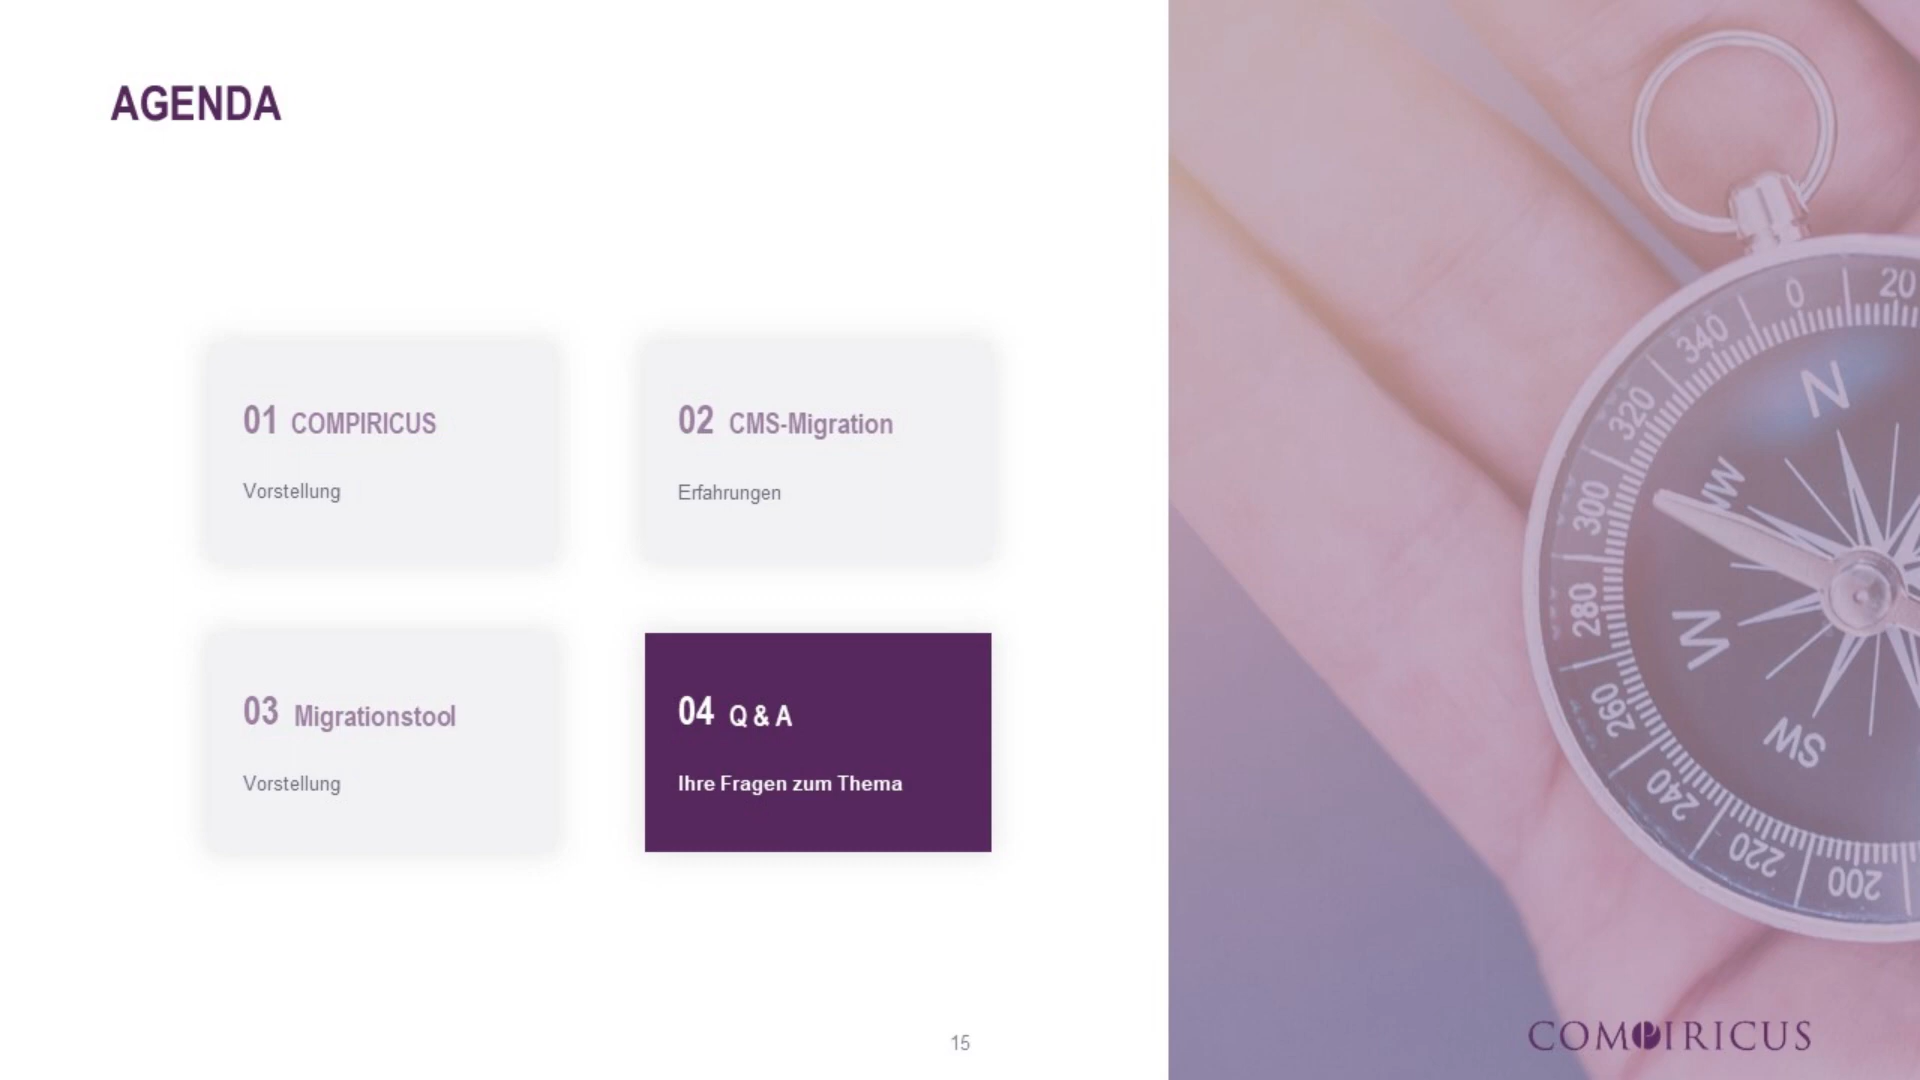 AGENDA
01 COMPIRICUS
Vorstellung
02 CMS-Migration
Erfahrungen
03 Migrationstool
Vorstellung
04 Q & A
Ihre Fragen zum Thema
15
0
20
340
320
300
280
260
240
220
200
N
NW
W
SW
COMPIRICUS